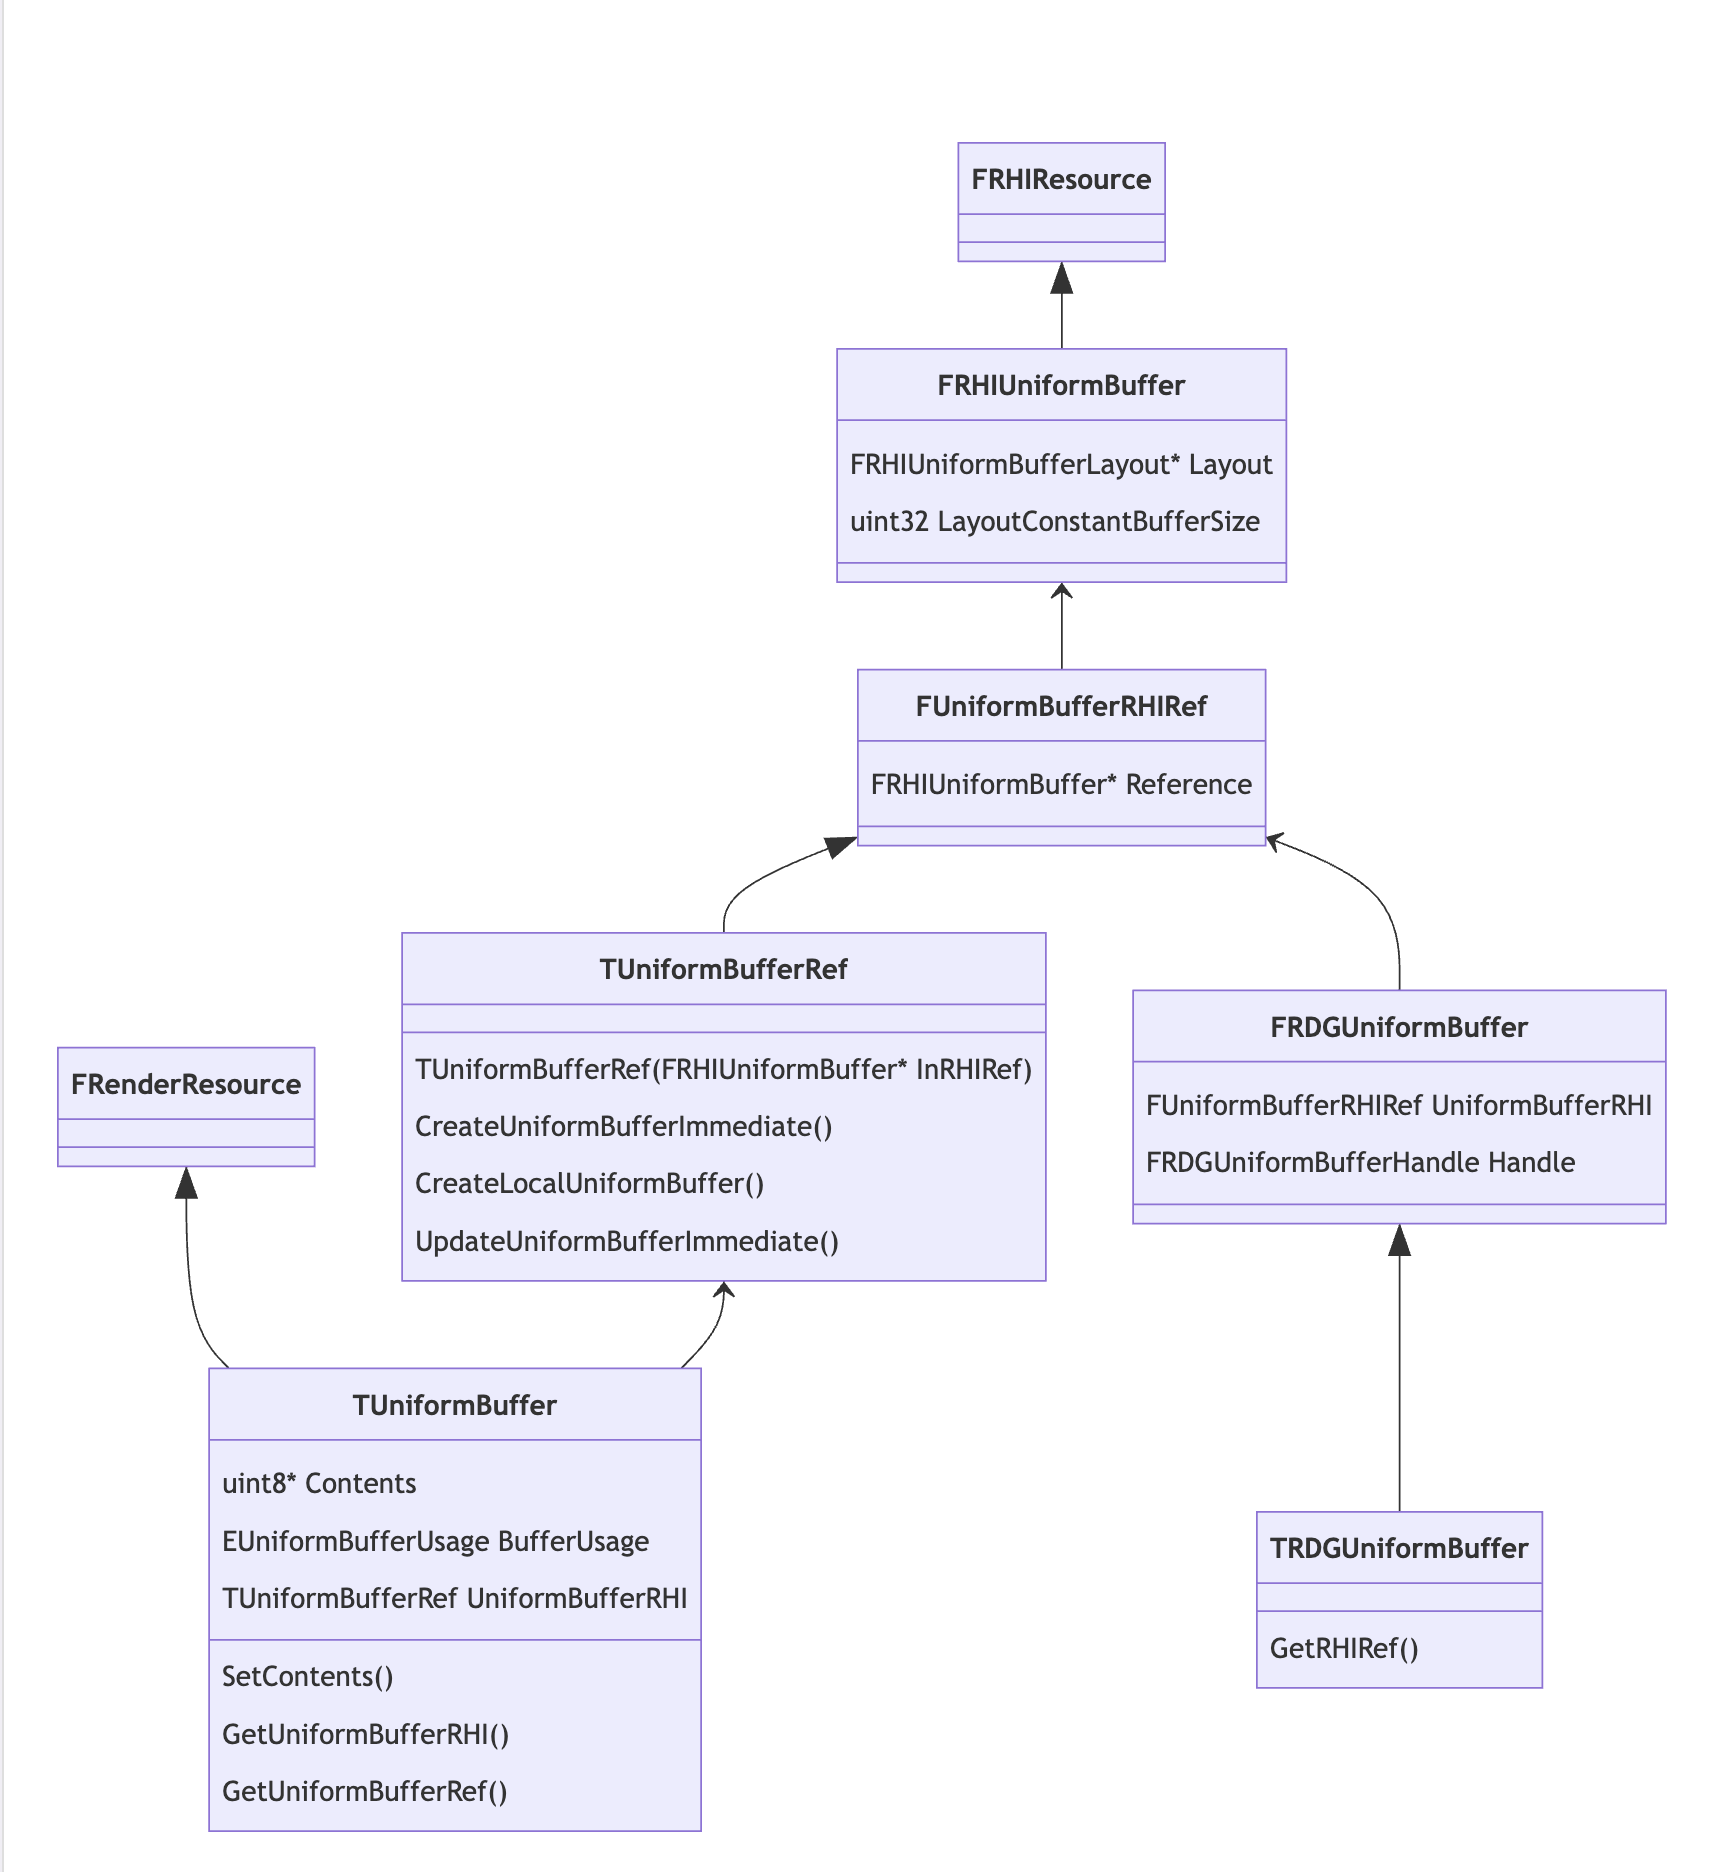 FRHIResource
FRHIUniformBuffer
FRHIUniformBufferLayout* Layout
uint32 LayoutConstantBufferSize
FUniformBufferRHIRef
FRHIUniformBuffer* Reference
TUniformBufferRef
TUniformBufferRef(FRHIUniformBuffer* InRHIRef)
CreateUniformBufferImmediate()
CreateLocalUniformBuffer()
UpdateUniformBufferImmediate()
FRDGUniformBuffer
FUniformBufferRHIRef UniformBufferRHI
FRDGUniformBufferHandle Handle
FRenderResource
TUniformBuffer
uint8* Contents
EUniformBufferUsage BufferUsage
TUniformBufferRef UniformBufferRHI
SetContents()
GetUniformBufferRHI()
GetUniformBufferRef()
TRDGUniformBuffer
GetRHIRef()